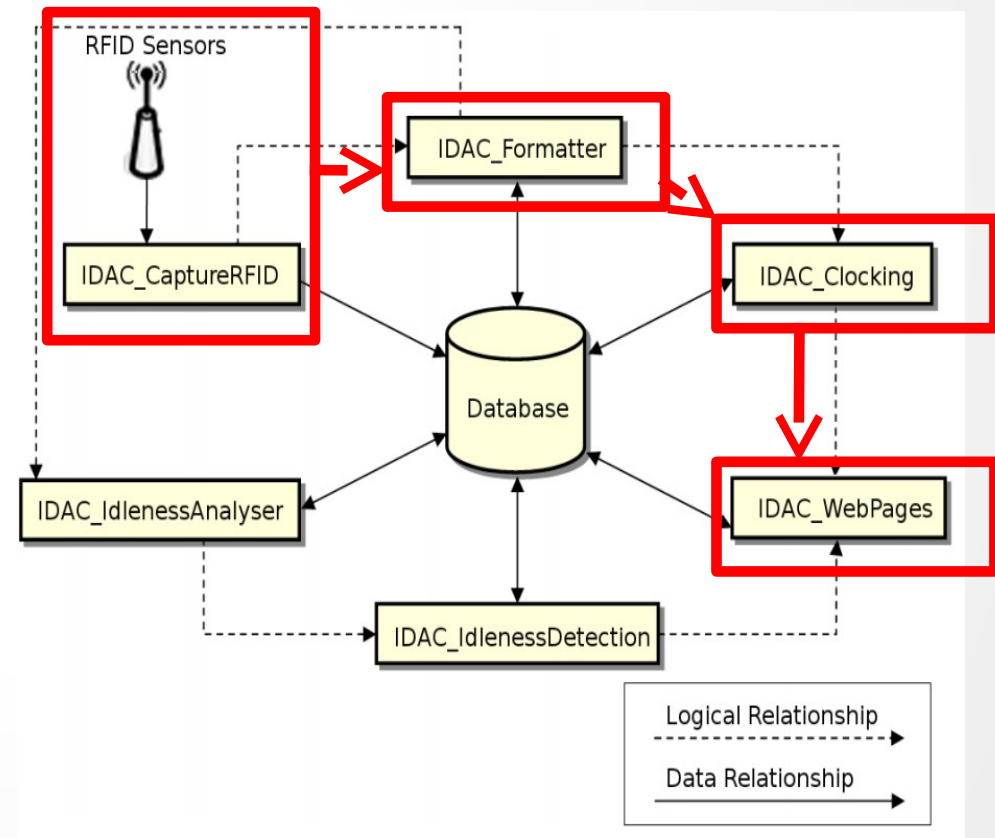 RFID Sensors
IDAC_Formatter
IDAC_CaptureRFID
IDAC_Clocking
Database
IDAC_IdlenessAnalyser
IDAC_WebPages
IDAC_IdlenessDetection
Logical Relationship
Data Relationship